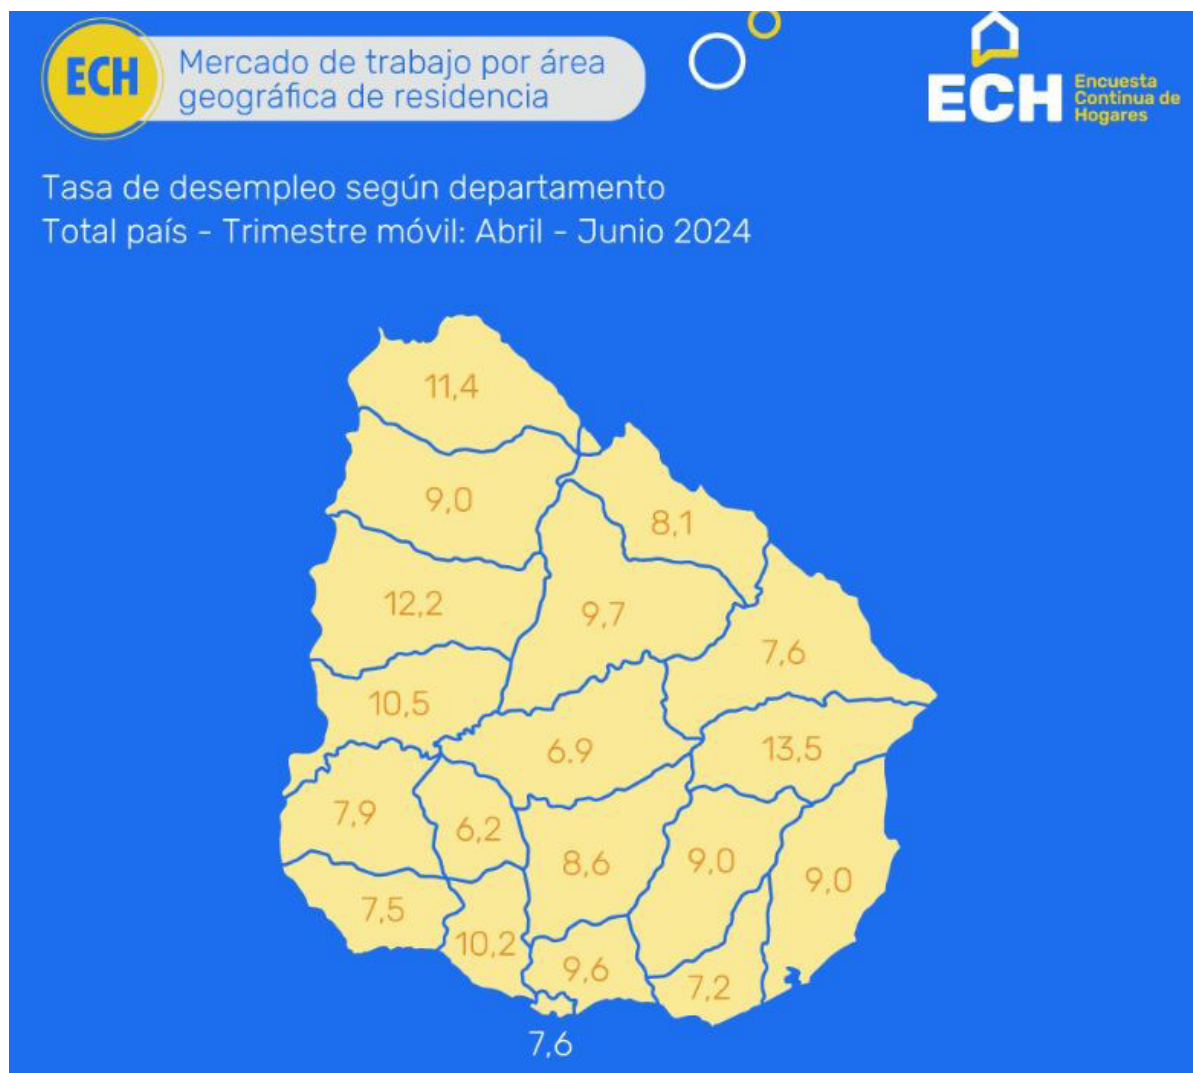 ECH
Mercado de trabajo por área
geográfica de residencia
ECH
Encuesta
Continua de
Hogares
Tasa de desempleo según departamento
Total país - Trimestre móvil: Abril - Junio 2024
11,4
9,0
8,1
12,2
9,7
7,6
10,5
6.9
13,5
7,9
6,2
8,6
9,0
9,0
7,5
10,2
9,6
7,2
7,6